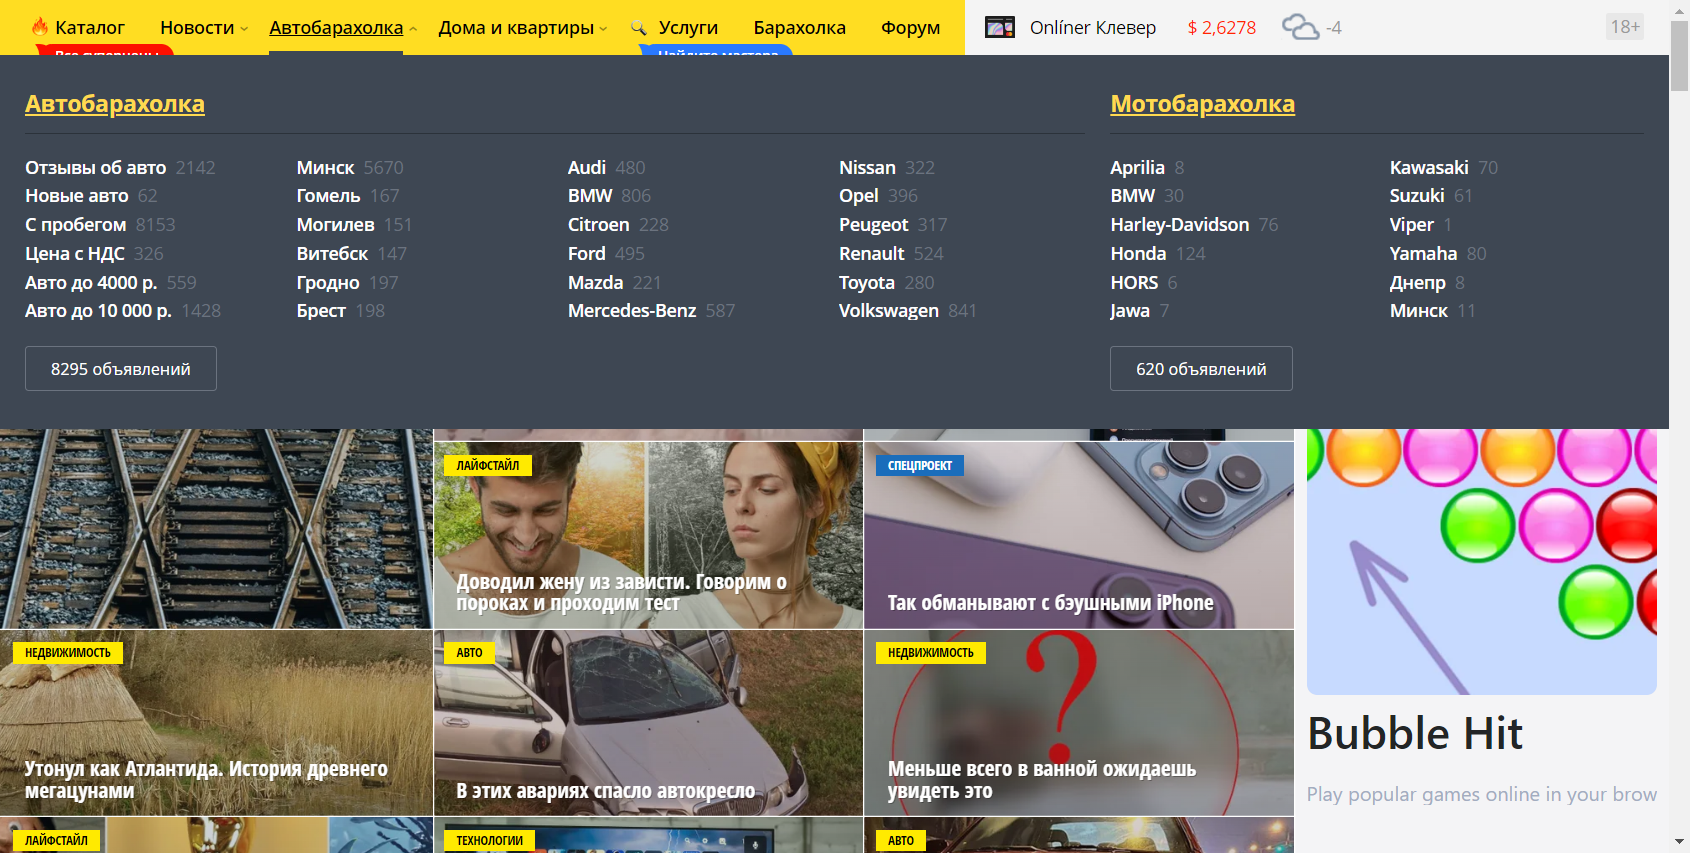 Каталог Новости Автобарахолка Дома и квартиры Услуги Барахолка Форум Onlíner Клевер $ 2,6278 -4 18+
Все суперцены Найдите мастера
Автобарахолка Мотобарахолка
Отзывы об авто 2142 Минск 5670 Audi 480 Nissan 322 Aprilia 8 Kawasaki 70
Новые авто 62 Гомель 167 BMW 806 Opel 396 BMW 30 Suzuki 61
С пробегом 8153 Могилев 151 Citroen 228 Peugeot 317 Harley-Davidson 76 Viper 1
Цена с НДС 326 Витебск 147 Ford 495 Renault 524 Honda 124 Yamaha 80
Авто до 4000 р. 559 Гродно 197 Mazda 221 Toyota 280 HORS 6 Днепр 8
Авто до 10 000 р. 1428 Брест 198 Mercedes-Benz 587 Volkswagen 841 Jawa 7 Минск 11
8295 объявлений 620 объявлений
ЛАЙФСТАЙЛ
Доводил жену из зависти. Говорим о
пороках и проходим тест
СПЕЦПРОЕКТ
Так обманывают с бэушными iPhone
НЕДВИЖИМОСТЬ
Утонул как Атлантида. История древнего
мегацунами
АВТО
В этих авариях спасло автокресло
НЕДВИЖИМОСТЬ
Меньше всего в ванной ожидаешь
увидеть это
Bubble Hit
Play popular games online in your brow
ЛАЙФСТАЙЛ
ТЕХНОЛОГИИ
АВТО